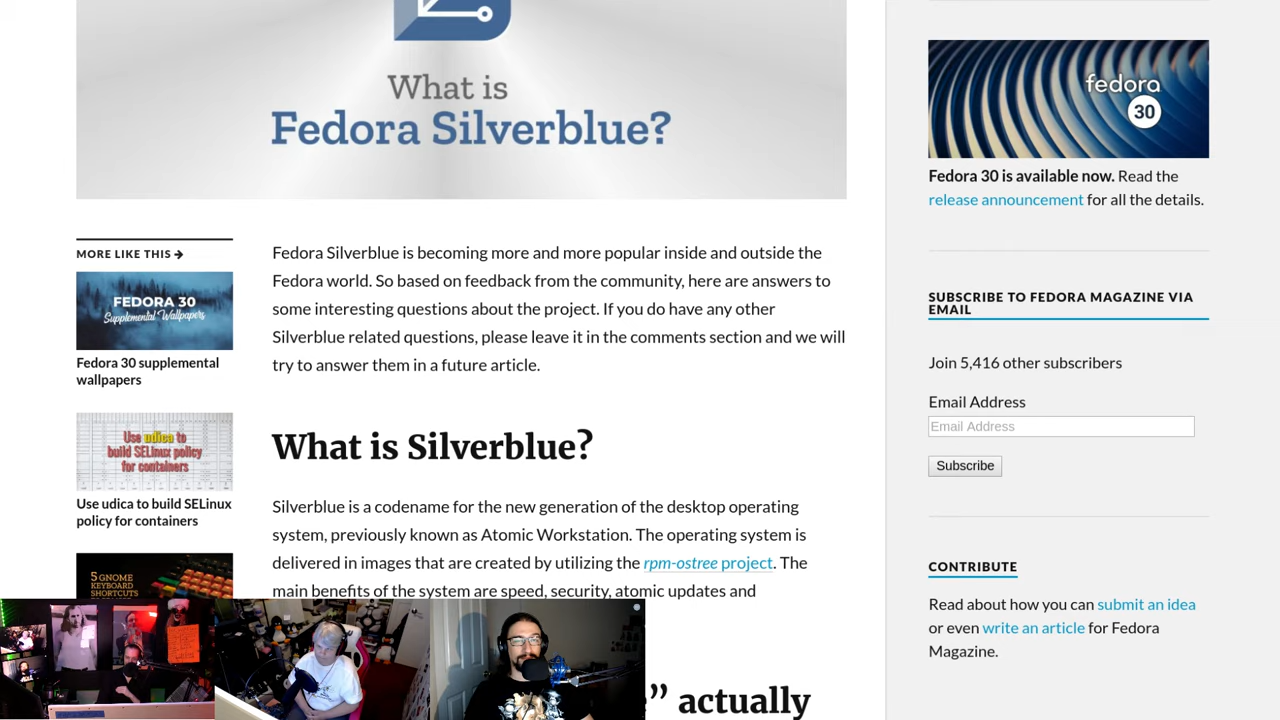 What is
Fedora Silverblue?
MORE LIKE THIS →
FEDORA 30
Supplemental Wallpapers
Fedora 30 supplemental
wallpapers
Use udica to
build SELinux policy
for containers
Use udica to build SELinux
policy for containers
5 GNOME
KEYBOARD
SHORTCUTS
Fedora Silverblue is becoming more and more popular inside and outside the
Fedora world. So based on feedback from the community, here are answers to
some interesting questions about the project. If you do have any other
Silverblue related questions, please leave it in the comments section and we will
try to answer them in a future article.
What is Silverblue?
Silverblue is a codename for the new generation of the desktop operating
system, previously known as Atomic Workstation. The operating system is
delivered in images that are created by utilizing the rpm-ostree project. The
main benefits of the system are speed, security, atomic updates and
” actually
fedora
30
Fedora 30 is available now. Read the
release announcement for all the details.
SUBSCRIBE TO FEDORA MAGAZINE VIA
EMAIL
Join 5,416 other subscribers
Email Address
Email Address
Subscribe
CONTRIBUTE
Read about how you can submit an idea
or even write an article for Fedora
Magazine.